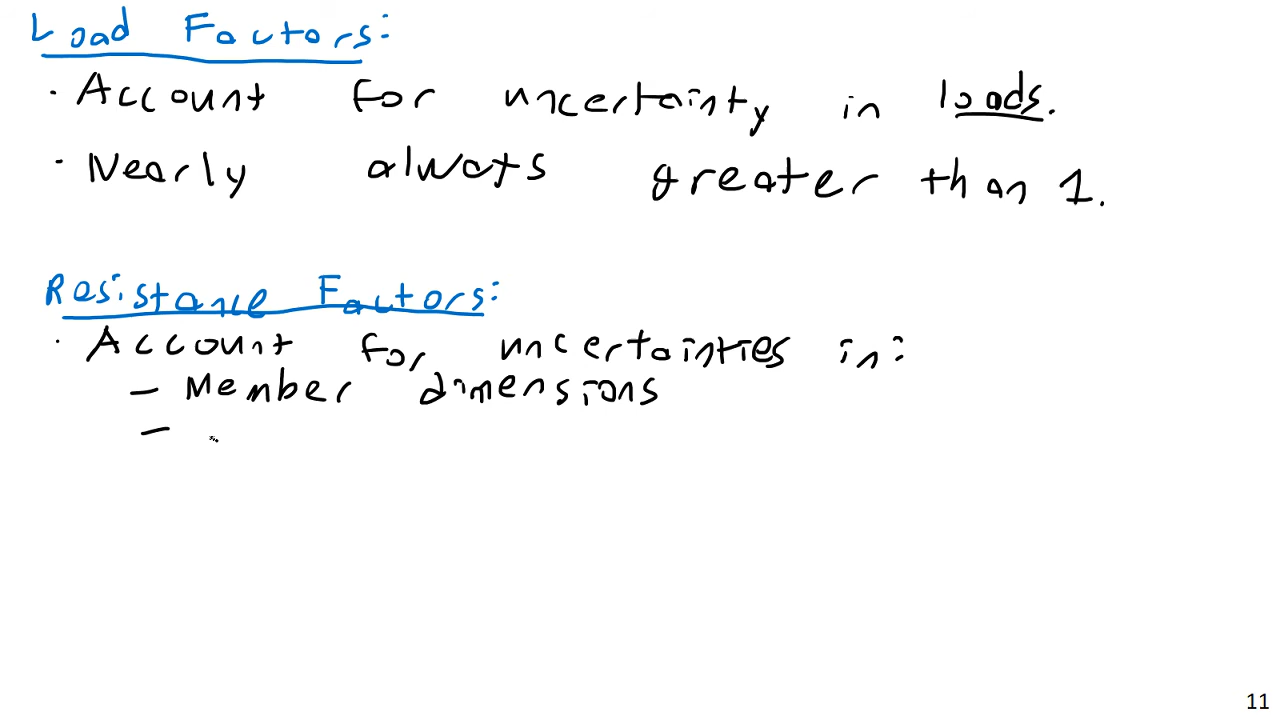 Load Factors:
· Account for uncertainty in loads.
· Nearly always greater than 1.
Resistance Factors:
· Account for uncertainties in:
– Member dimensions
–
11